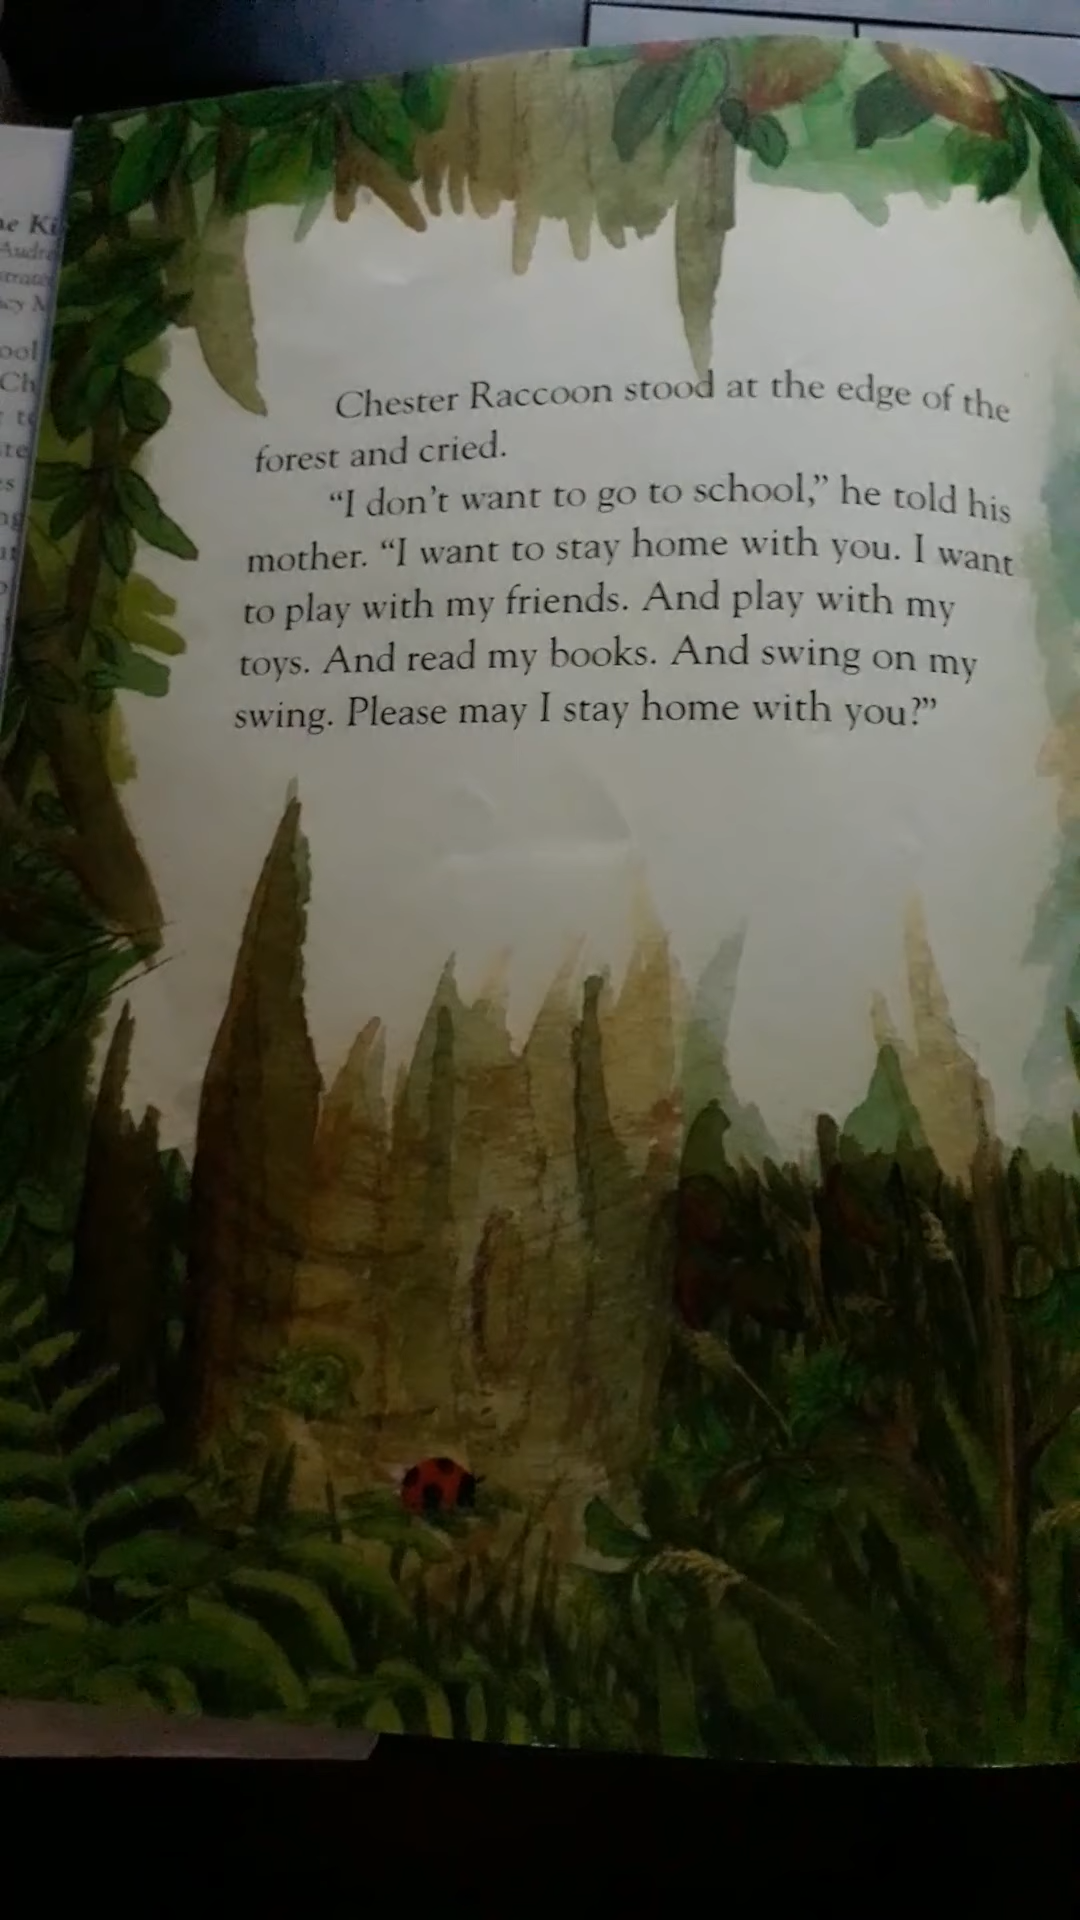 Chester Raccoon stood at the edge of the
forest and cried.
“I don’t want to go to school,” he told his
mother. “I want to stay home with you. I want
to play with my friends. And play with my
toys. And read my books. And swing on my
swing. Please may I stay home with you?”